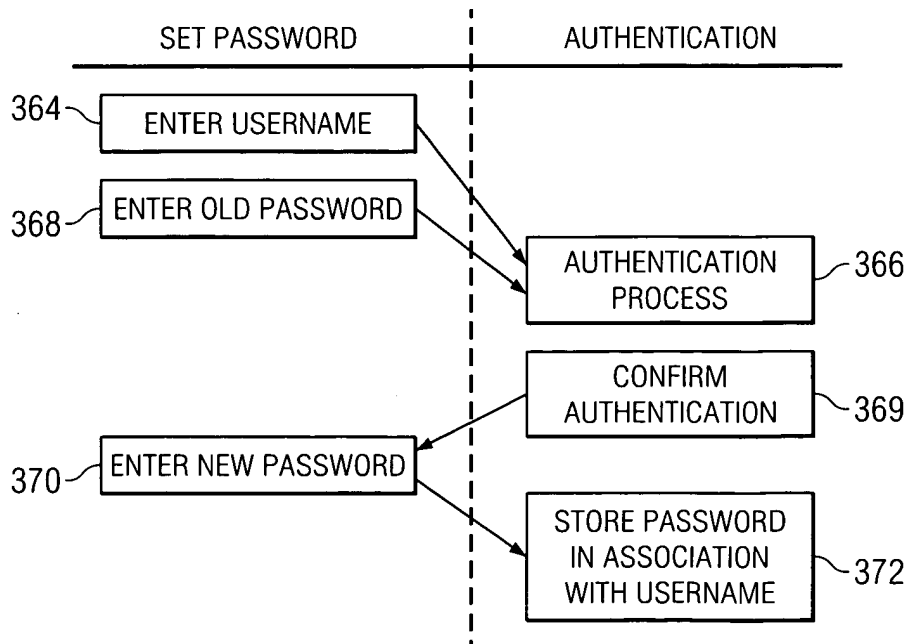 SET PASSWORD
AUTHENTICATION
364
ENTER USERNAME
368
ENTER OLD PASSWORD
AUTHENTICATION
PROCESS
366
CONFIRM
AUTHENTICATION
369
370
ENTER NEW PASSWORD
STORE PASSWORD
IN ASSOCIATION
WITH USERNAME
372